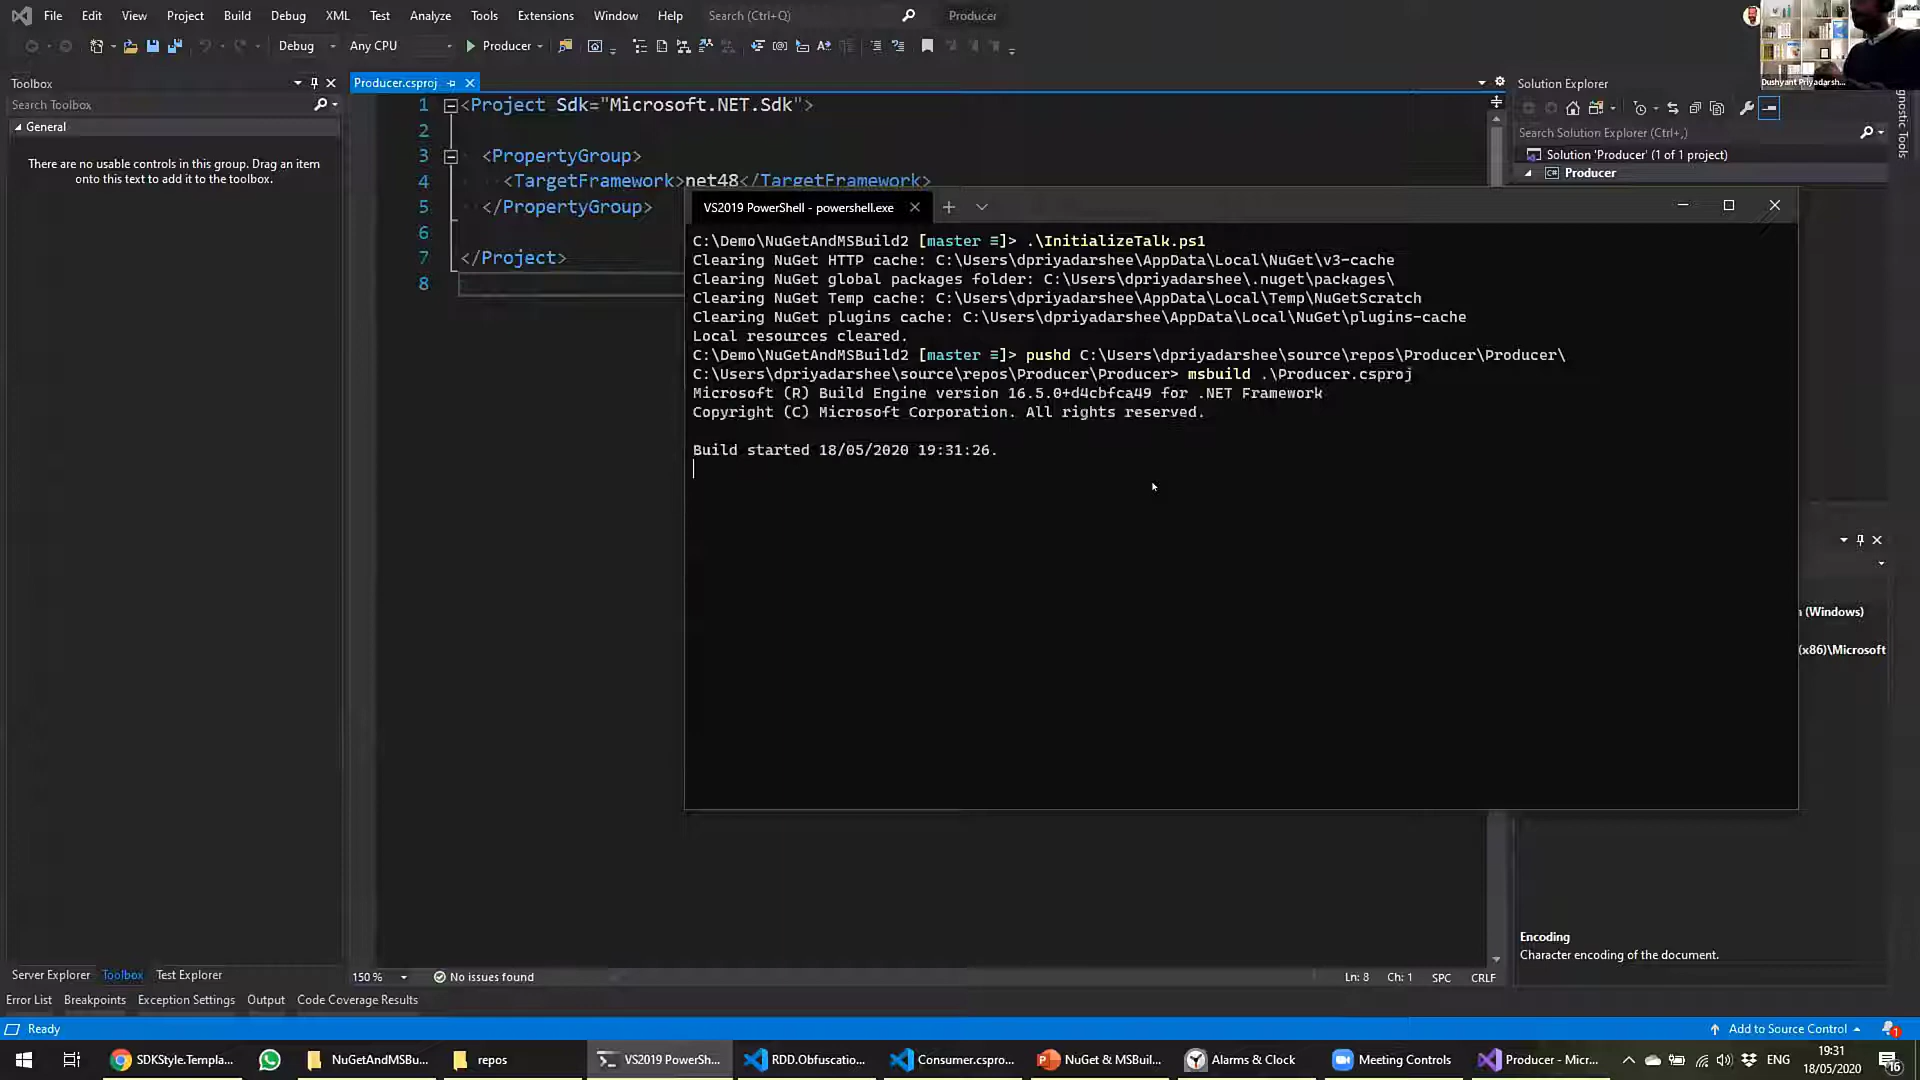 File Edit View Project Build Debug XML Test Analyze Tools Extensions Window Help Search (Ctrl+Q) Producer
Debug Any CPU Producer
Toolbox
Search Toolbox
General
There are no usable controls in this group. Drag an item
onto this text to add it to the toolbox.
Producer.csproj
1 <Project Sdk="Microsoft.NET.Sdk">
2
3 <PropertyGroup>
4 <TargetFramework>net48</TargetFramework>
5 </PropertyGroup>
6
7 </Project>
8
VS2019 PowerShell - powershell.exe
C:\Demo\NuGetAndMSBuild2 [master ≡]> .\InitializeTalk.ps1
Clearing NuGet HTTP cache: C:\Users\dpriyadarshee\AppData\Local\NuGet\v3-cache
Clearing NuGet global packages folder: C:\Users\dpriyadarshee\.nuget\packages\
Clearing NuGet Temp cache: C:\Users\dpriyadarshee\AppData\Local\Temp\NuGetScratch
Clearing NuGet plugins cache: C:\Users\dpriyadarshee\AppData\Local\NuGet\plugins-cache
Local resources cleared.
C:\Demo\NuGetAndMSBuild2 [master ≡]> pushd C:\Users\dpriyadarshee\source\repos\Producer\Producer\
C:\Users\dpriyadarshee\source\repos\Producer\Producer> msbuild .\Producer.csproj
Microsoft (R) Build Engine version 16.5.0+d4cbfca49 for .NET Framework
Copyright (C) Microsoft Corporation. All rights reserved.
Build started 18/05/2020 19:31:26.
Solution Explorer
Search Solution Explorer (Ctrl+,)
Solution 'Producer' (1 of 1 project)
C# Producer
Dushyant Priyadarsh...
gnostic Tools
(Windows)
(x86)\Microsoft
Encoding
Character encoding of the document.
150 % No issues found Ln: 8 Ch: 1 SPC CRLF
Server Explorer Toolbox Test Explorer
Error List Breakpoints Exception Settings Output Code Coverage Results
Ready Add to Source Control 1
SDKStyle.Templa... NuGetAndMSBu... repos VS2019 PowerSh... RDD.Obfuscatio... Consumer.cspro... NuGet & MSBuil... Alarms & Clock Meeting Controls Producer - Micr... ENG
19:31
18/05/2020
16